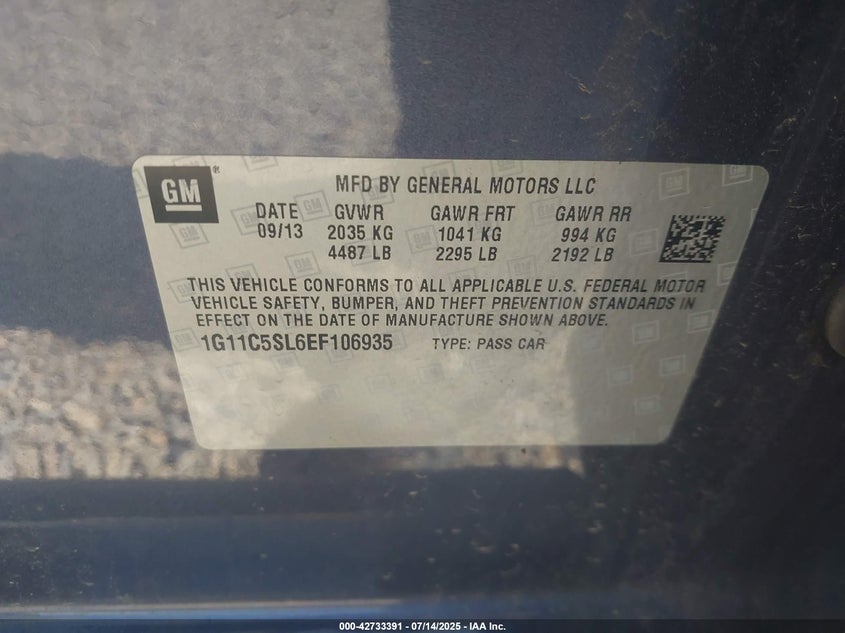 GM ®
MFD BY GENERAL MOTORS LLC
DATE GVWR GAWR FRT GAWR RR
09/13 2035 KG 1041 KG 994 KG
4487 LB 2295 LB 2192 LB
THIS VEHICLE CONFORMS TO ALL APPLICABLE U.S. FEDERAL MOTOR
VEHICLE SAFETY, BUMPER, AND THEFT PREVENTION STANDARDS IN
EFFECT ON THE DATE OF MANUFACTURE SHOWN ABOVE.
1G11C5SL6EF106935 TYPE: PASS CAR
000-42733391 - 07/14/2025 - IAA Inc.